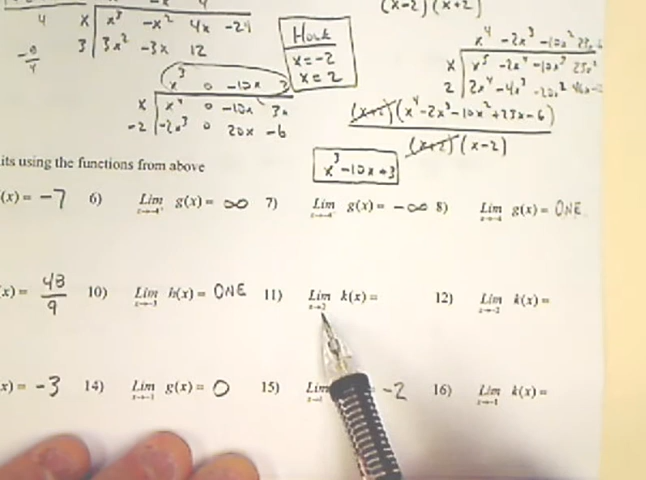 (x-2)(x+2)
4 x x³ -x² 4x -24
3 3x² -3x 12
Hole
x=-2
x=2
x⁴ -2x³ -10x²
x x⁵ -2x⁴ -10x³
2 2x⁴ -4x³ -20x²
x³ 0 -10x 3
x x⁴ 0 -10x² 3x
-2 -2x³ 0 20x -6
(x+2)(x⁴-2x³-10x²+23x-6)
(x+2)(x-2)
x³-10x+3
its using the functions from above
(x) = -7 6) Lim g(x) = ∞ 7) Lim g(x) = -∞ 8) Lim g(x) = DNE
x) = 43/9 10) Lim h(x) = DNE 11) Lim k(x) = 12) Lim k(x) =
x) = -3 14) Lim g(x) = 0 15) Lim = -2 16) Lim k(x) =